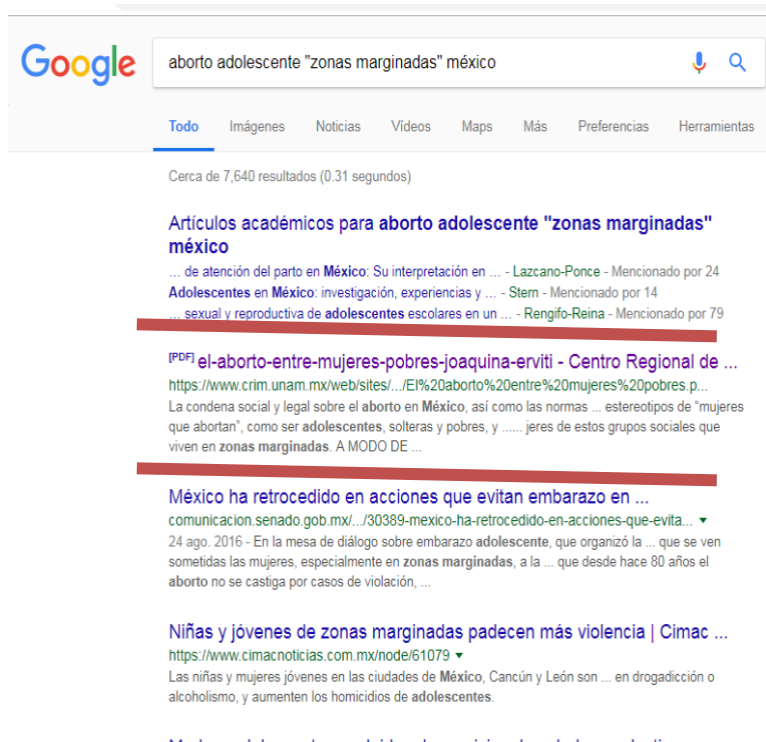 Google
aborto adolescente "zonas marginadas" méxico
Todo Imágenes Noticias Vídeos Maps Más Preferencias Herramientas
Cerca de 7,640 resultados (0.31 segundos)
Artículos académicos para aborto adolescente "zonas marginadas"
méxico
... de atención del parto en México: Su interpretación en ... - Lazcano-Ponce - Mencionado por 24
Adolescentes en México: investigación, experiencias y ... - Stern - Mencionado por 14
... sexual y reproductiva de adolescentes escolares en un ... - Rengifo-Reina - Mencionado por 79
[PDF] el-aborto-entre-mujeres-pobres-joaquina-erviti - Centro Regional de ...
https://www.crim.unam.mx/web/sites/.../El%20aborto%20entre%20mujeres%20pobres.p...
La condena social y legal sobre el aborto en México, así como las normas ... estereotipos de “mujeres
que abortan”, como ser adolescentes, solteras y pobres, y ...... jeres de estos grupos sociales que
viven en zonas marginadas. A MODO DE ...
México ha retrocedido en acciones que evitan embarazo en ...
comunicacion.senado.gob.mx/.../30389-mexico-ha-retrocedido-en-acciones-que-evita...
24 ago. 2016 - En la mesa de diálogo sobre embarazo adolescente, que organizó la ... que se ven
sometidas las mujeres, especialmente en zonas marginadas, a la ... que desde hace 80 años el
aborto no se castiga por casos de violación, ...
Niñas y jóvenes de zonas marginadas padecen más violencia | Cimac ...
https://www.cimacnoticias.com.mx/node/61079
Las niñas y mujeres jóvenes en las ciudades de México, Cancún y León son ... en drogadicción o
alcoholismo, y aumenten los homicidios de adolescentes.